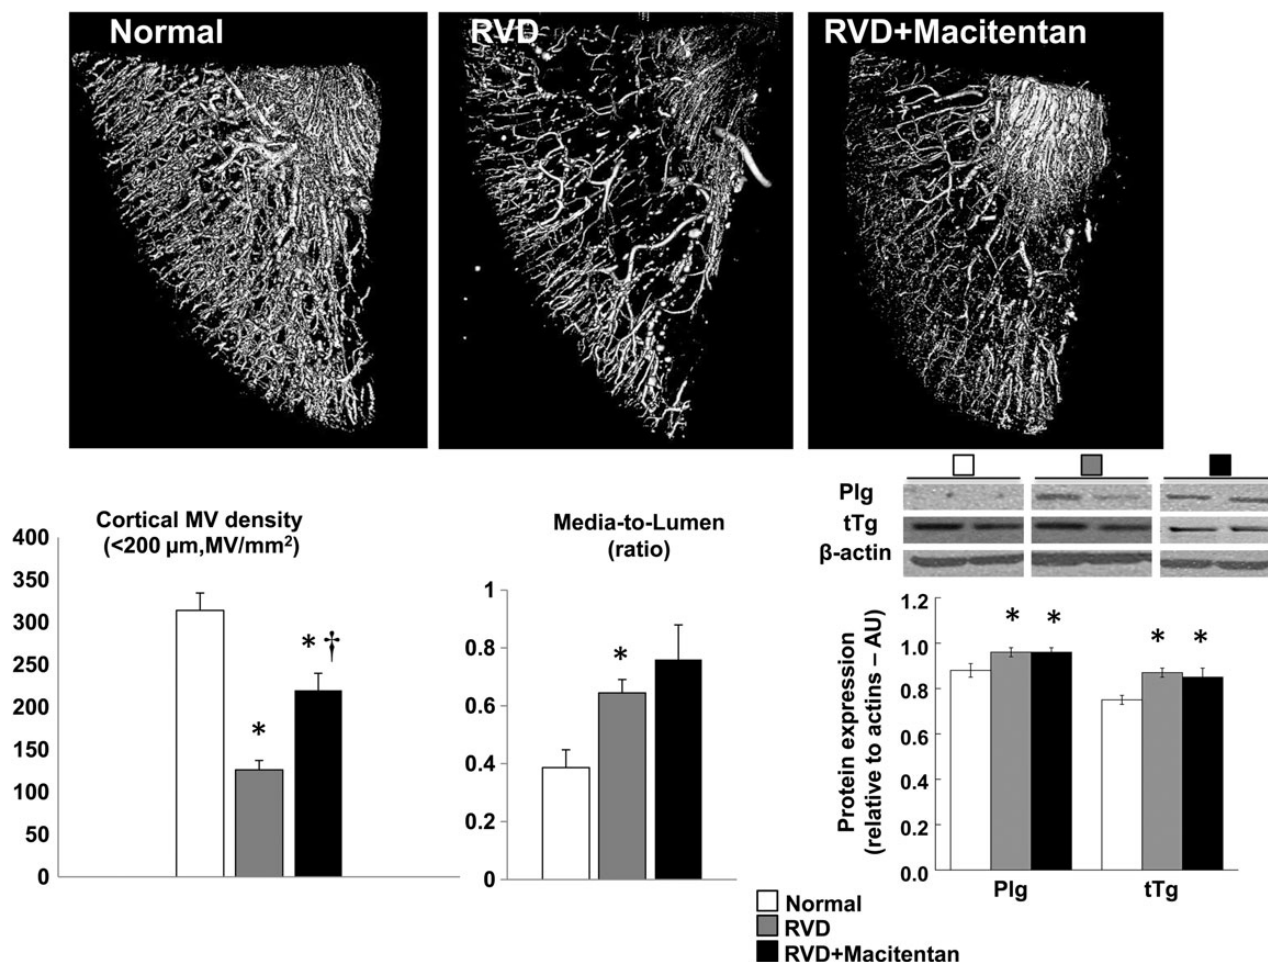 Normal
RVD
RVD+Macitentan
Cortical MV density
(<200 µm,MV/mm²)
400
350
300
250
200
150
100
50
0
*
*†
Media-to-Lumen
(ratio)
1
0.8
0.6
0.4
0.2
0
*
Plg
tTg
β-actin
Protein expression
(relative to actins – AU)
1.2
1.0
0.8
0.6
0.4
0.2
0.0
* *
* *
Plg
tTg
Normal
RVD
RVD+Macitentan